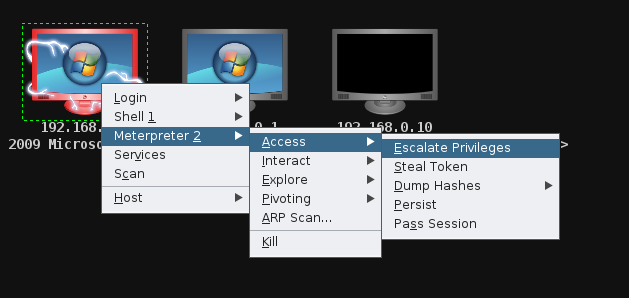 Login
Shell 1
Meterpreter 2
Services
Scan
Host
Access
Interact
Explore
Pivoting
ARP Scan...
Kill
Escalate Privileges
Steal Token
Dump Hashes
Persist
Pass Session
192.168. 192.168.0.10
2009 Micros >